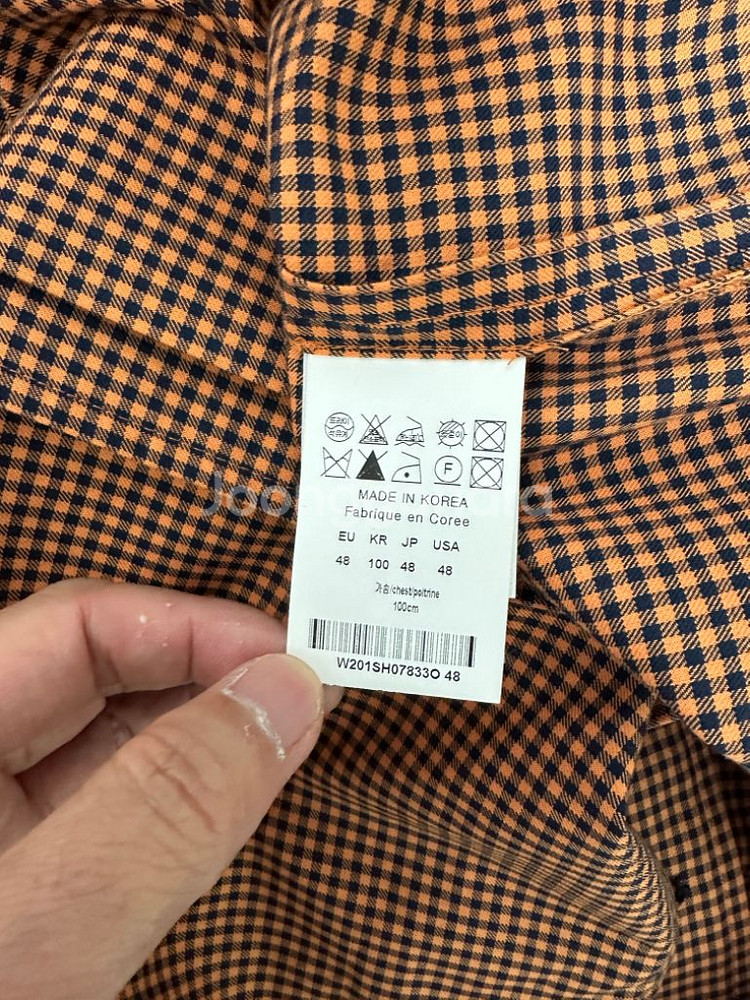 Joongna
MADE IN KOREA
Fabrique en Coree
EU KR JP USA
48 100 48 48
가슴/chest/poitrine
100cm
W201SH07833O 48
F